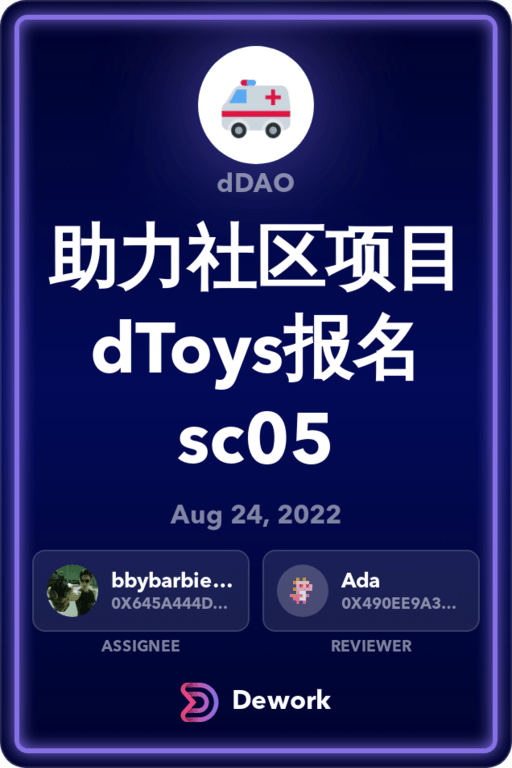 dDAO
助力社区项目
dToys报名
sc05
Aug 24, 2022
bbybarbie...
0X645A444D...
Ada
0X490EE9A3...
ASSIGNEE
REVIEWER
Dework